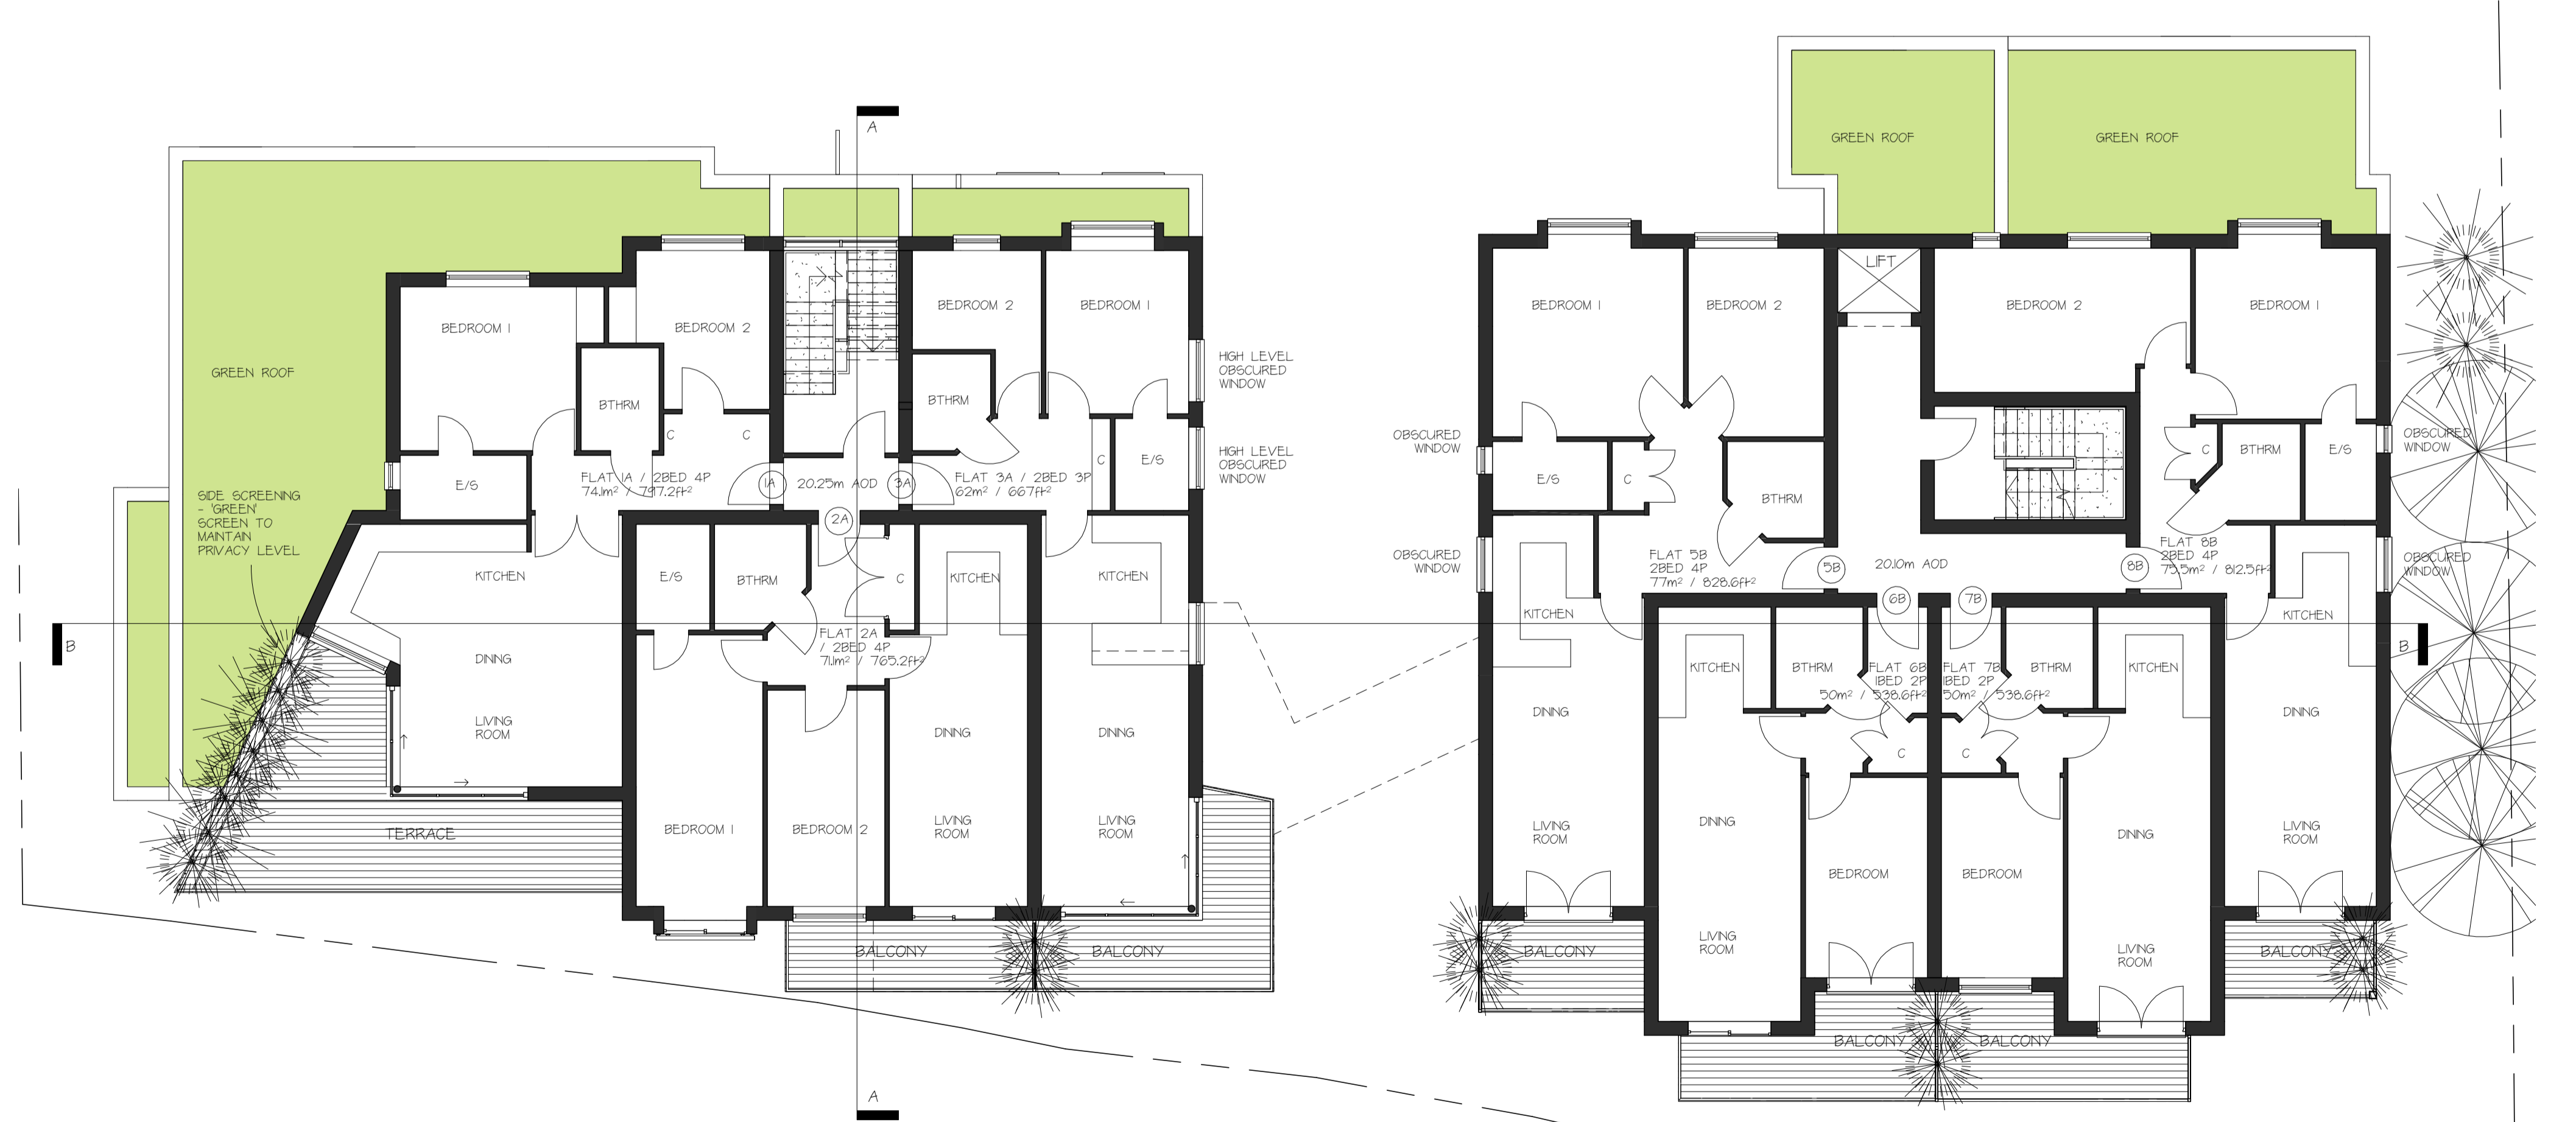 A
GREEN ROOF
GREEN ROOF
GREEN ROOF
SIDE SCREENING
- 'GREEN'
SCREEN TO
MAINTAIN
PRIVACY LEVEL
BEDROOM 1
BEDROOM 2
BTHRM
C
C
E/S
FLAT 1A / 2BED 4P
74.1m² / 797.2ft²
1A
20.25m AOD
3A
2A
BEDROOM 2
BEDROOM 1
BTHRM
C
E/S
FLAT 3A / 2BED 3P
62m² / 667ft²
HIGH LEVEL
OBSCURED
WINDOW
HIGH LEVEL
OBSCURED
WINDOW
KITCHEN
DINING
LIVING
ROOM
TERRACE
E/S
BTHRM
C
KITCHEN
FLAT 2A
/ 2BED 4P
71.1m² / 765.2ft²
BEDROOM 1
BEDROOM 2
DINING
LIVING
ROOM
KITCHEN
DINING
LIVING
ROOM
BALCONY
BALCONY
B
A
LIFT
BEDROOM 1
BEDROOM 2
BEDROOM 2
BEDROOM 1
OBSCURED
WINDOW
OBSCURED
WINDOW
E/S
C
BTHRM
FLAT 5B
2BED 4P
77m² / 828.6ft²
5B
20.10m AOD
8B
6B
7B
C
BTHRM
E/S
FLAT 8B
2BED 4P
75.5m² / 812.5ft²
OBSCURED
WINDOW
OBSCURED
WINDOW
KITCHEN
DINING
LIVING
ROOM
BALCONY
KITCHEN
BTHRM
FLAT 6B
1BED 2P
50m² / 538.6ft²
C
DINING
LIVING
ROOM
BEDROOM
BALCONY
FLAT 7B
1BED 2P
50m² / 538.6ft²
BTHRM
KITCHEN
C
BEDROOM
DINING
LIVING
ROOM
BALCONY
KITCHEN
DINING
LIVING
ROOM
BALCONY
B